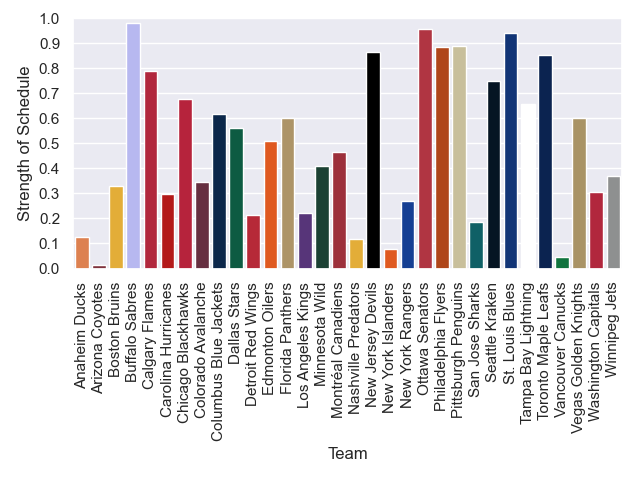 1.0
0.9
0.8
0.7
0.6
0.5
0.4
0.3
0.2
0.1
0.0
Strength of Schedule
Anaheim Ducks
Arizona Coyotes
Boston Bruins
Buffalo Sabres
Calgary Flames
Carolina Hurricanes
Chicago Blackhawks
Colorado Avalanche
Columbus Blue Jackets
Dallas Stars
Detroit Red Wings
Edmonton Oilers
Florida Panthers
Los Angeles Kings
Minnesota Wild
Montréal Canadiens
Nashville Predators
New Jersey Devils
New York Islanders
New York Rangers
Ottawa Senators
Philadelphia Flyers
Pittsburgh Penguins
San Jose Sharks
Seattle Kraken
St. Louis Blues
Tampa Bay Lightning
Toronto Maple Leafs
Vancouver Canucks
Vegas Golden Knights
Washington Capitals
Winnipeg Jets
Team